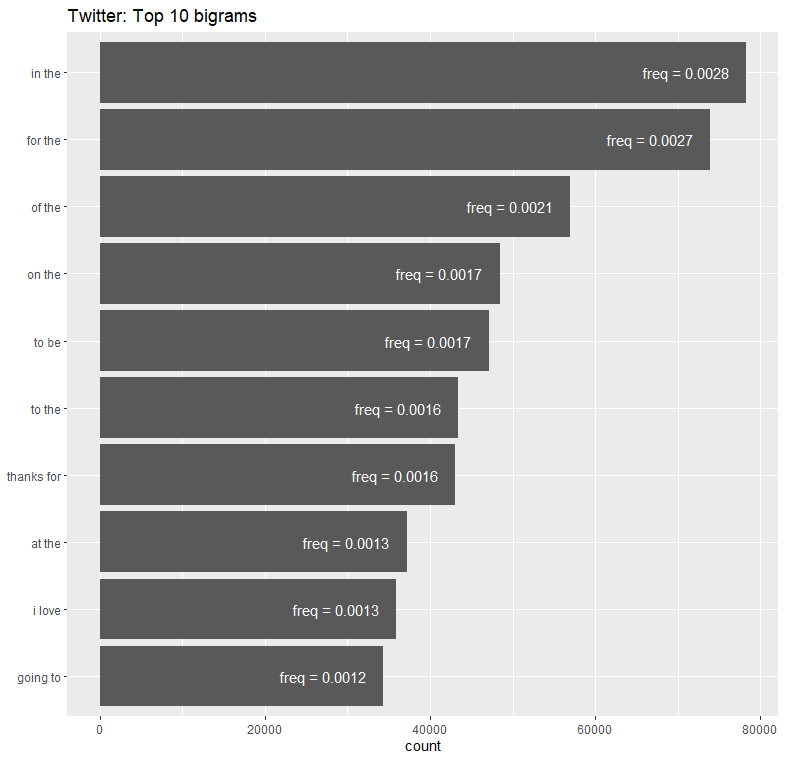 Twitter: Top 10 bigrams
in the
freq = 0.0028
for the
freq = 0.0027
of the
freq = 0.0021
on the
freq = 0.0017
to be
freq = 0.0017
to the
freq = 0.0016
thanks for
freq = 0.0016
at the
freq = 0.0013
i love
freq = 0.0013
going to
freq = 0.0012
0 20000 40000 60000 80000
count